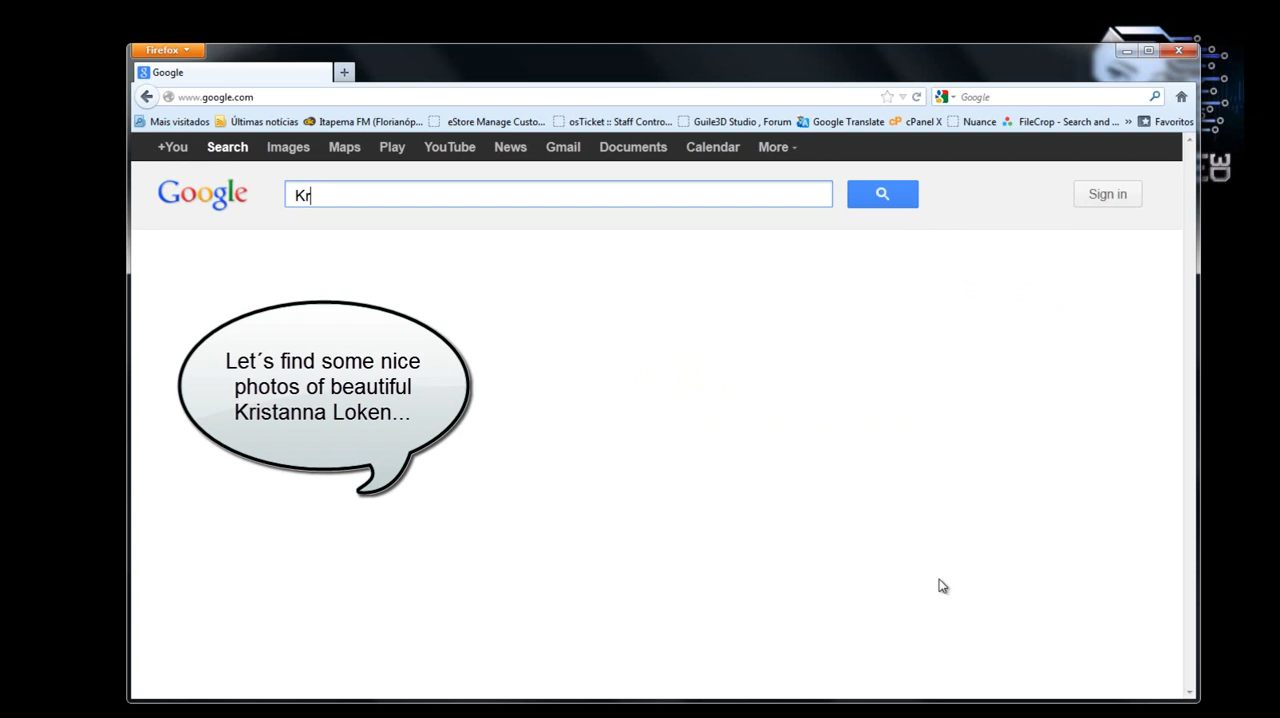 Firefox
Google
www.google.com
Google
Mais visitados Últimas notícias Itapema FM (Florianóp... eStore Manage Custo... osTicket :: Staff Contro... Guile3D Studio , Forum Google Translate cPanel X Nuance FileCrop - Search and ... » Favoritos
+You Search Images Maps Play YouTube News Gmail Documents Calendar More
Google Kr Sign in
Let´s find some nice
photos of beautiful
Kristanna Loken...
3D